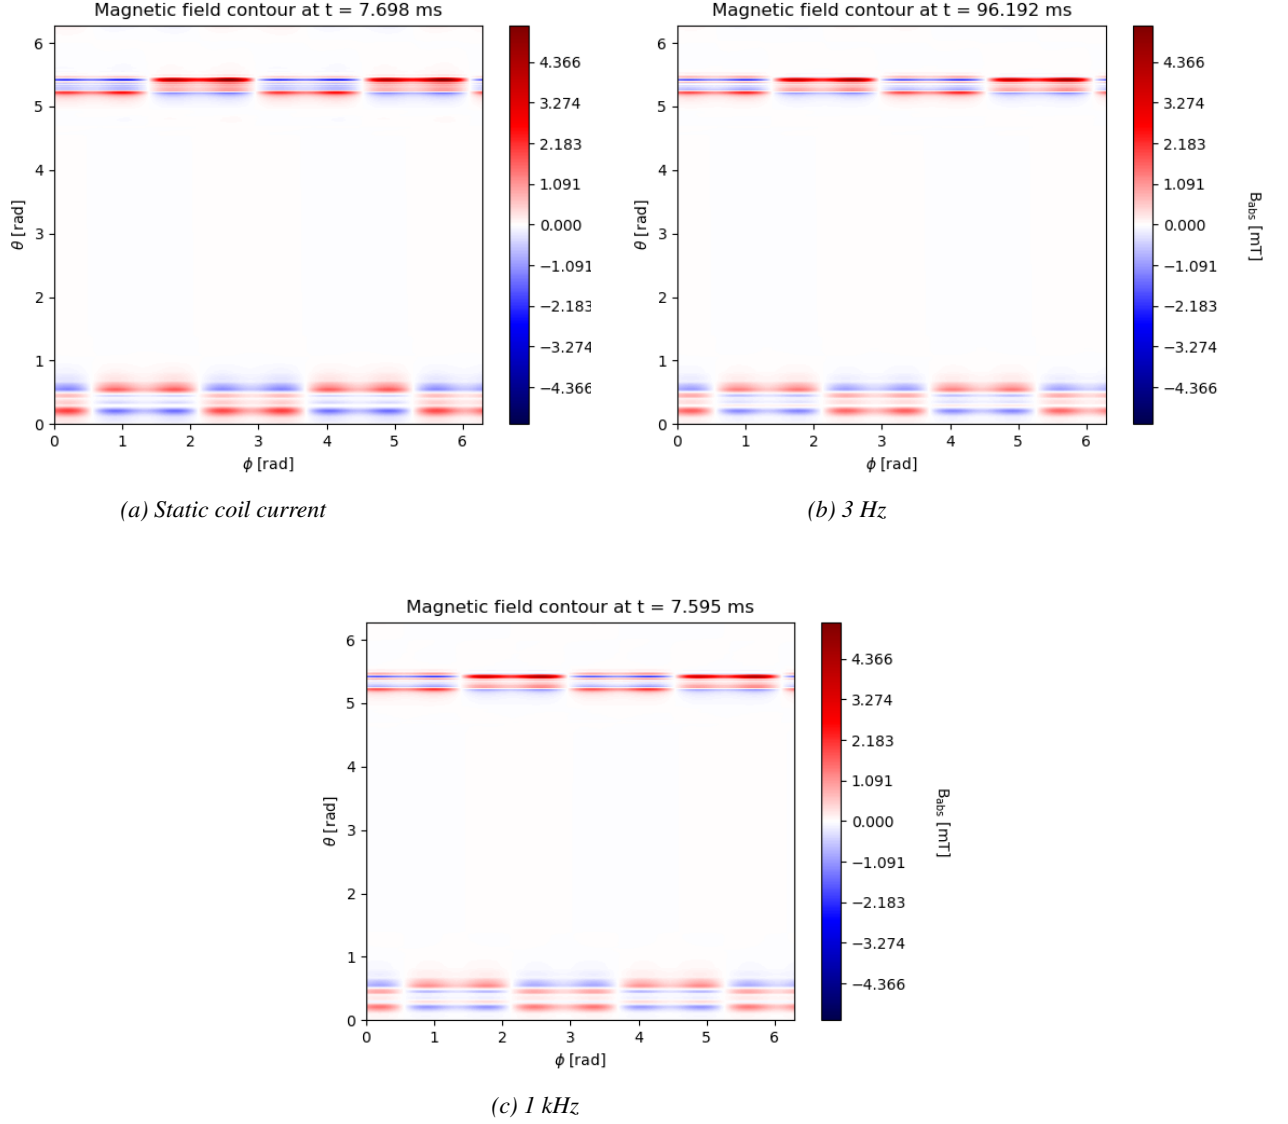 Magnetic field contour at t = 7.698 ms
6
5
4
3
2
1
0
θ [rad]
0 1 2 3 4 5 6
ϕ [rad]
4.366
3.274
2.183
1.091
0.000
−1.091
−2.183
−3.274
−4.366
(a) Static coil current
Magnetic field contour at t = 96.192 ms
6
5
4
3
2
1
0
θ [rad]
0 1 2 3 4 5 6
ϕ [rad]
4.366
3.274
2.183
1.091
0.000
−1.091
−2.183
−3.274
−4.366
Babs [mT]
(b) 3 Hz
Magnetic field contour at t = 7.595 ms
6
5
4
3
2
1
0
θ [rad]
0 1 2 3 4 5 6
ϕ [rad]
4.366
3.274
2.183
1.091
0.000
−1.091
−2.183
−3.274
−4.366
Babs [mT]
(c) 1 kHz